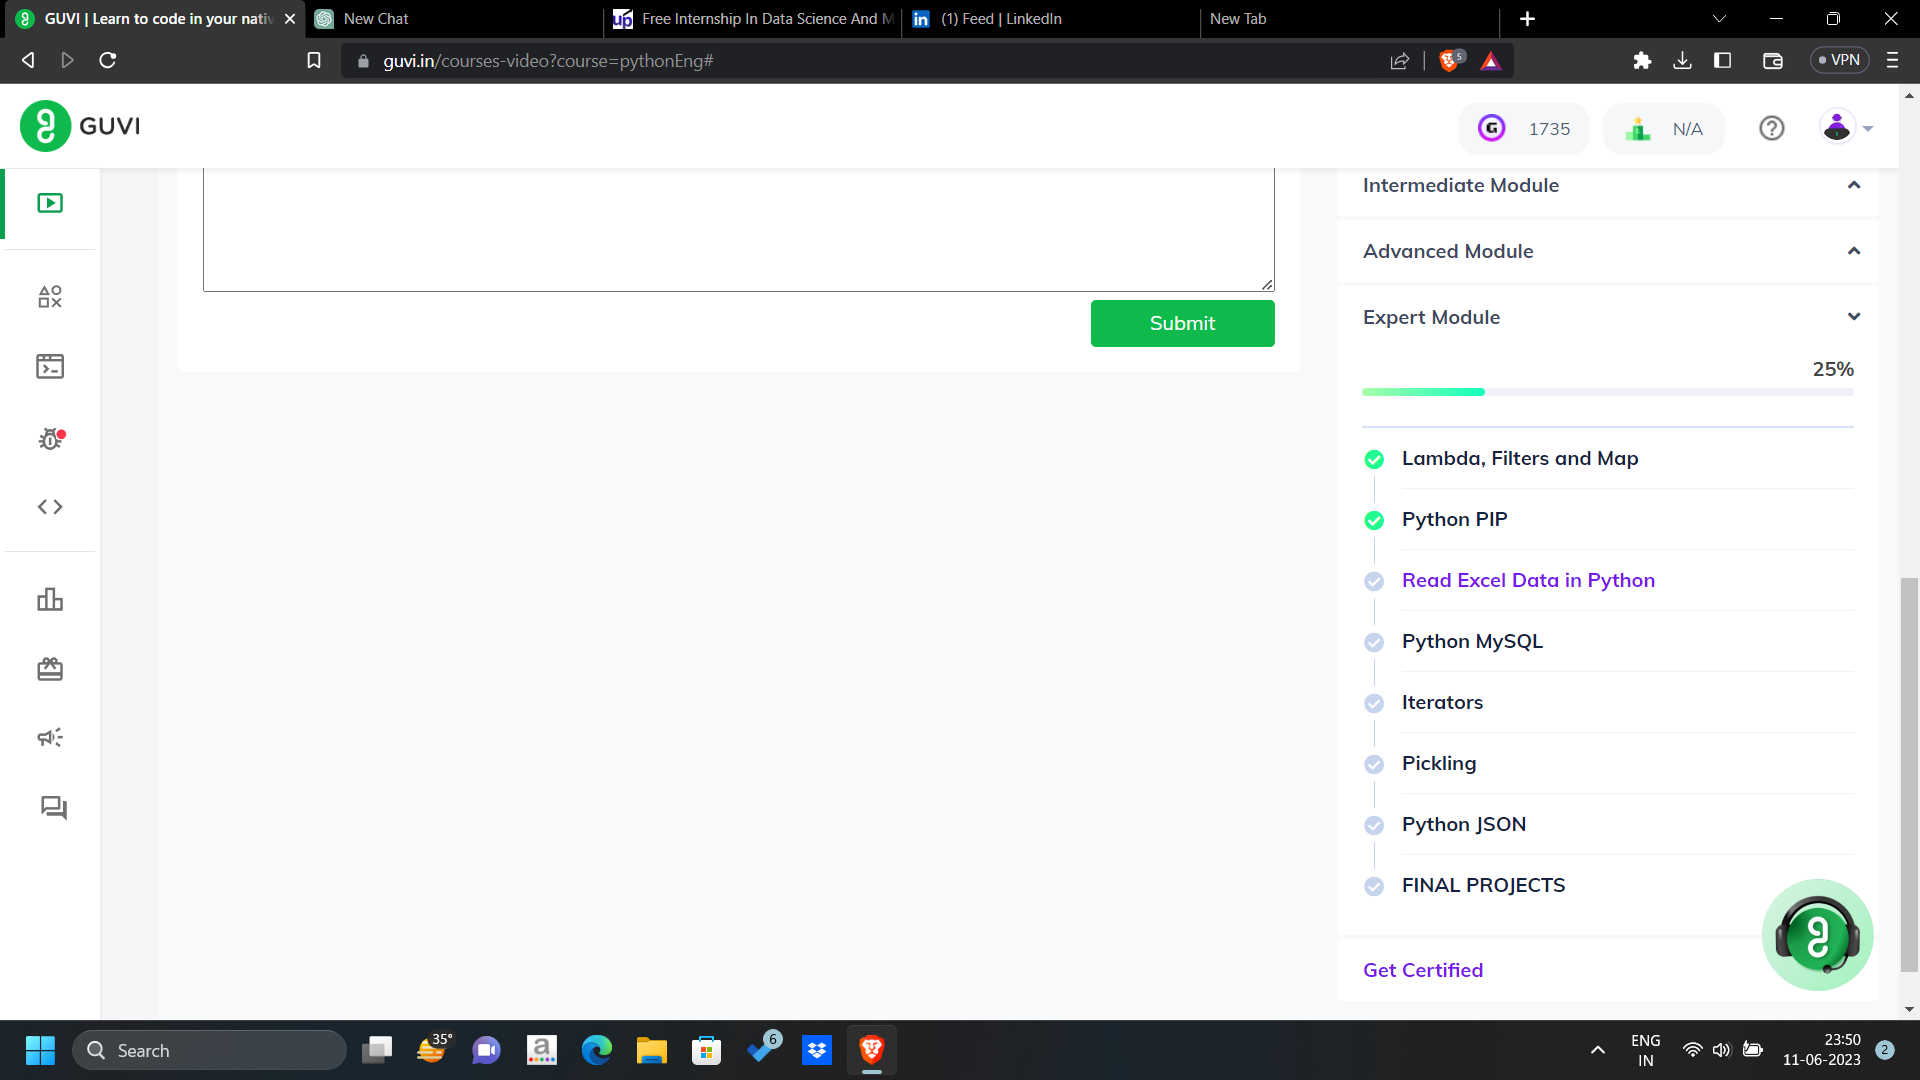 GUVI | Learn to code in your nativ
New Chat
up
Free Internship In Data Science And M
in
(1) Feed | LinkedIn
New Tab
guvi.in/courses-video?course=pythonEng#
5
VPN
GUVI
G
1735
N/A
Intermediate Module
Advanced Module
Submit
Expert Module
25%
Lambda, Filters and Map
Python PIP
Read Excel Data in Python
Python MySQL
Iterators
Pickling
Python JSON
FINAL PROJECTS
Get Certified
Search
35°
a
6
ENG
IN
23:50
11-06-2023
2